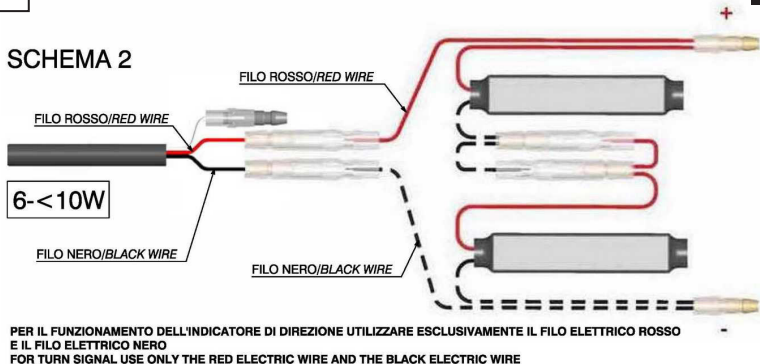 +
SCHEMA 2
FILO ROSSO/RED WIRE
FILO ROSSO/RED WIRE
6-<10W
FILO NERO/BLACK WIRE
FILO NERO/BLACK WIRE
-
PER IL FUNZIONAMENTO DELL'INDICATORE DI DIREZIONE UTILIZZARE ESCLUSIVAMENTE IL FILO ELETTRICO ROSSO
E IL FILO ELETTRICO NERO
FOR TURN SIGNAL USE ONLY THE RED ELECTRIC WIRE AND THE BLACK ELECTRIC WIRE